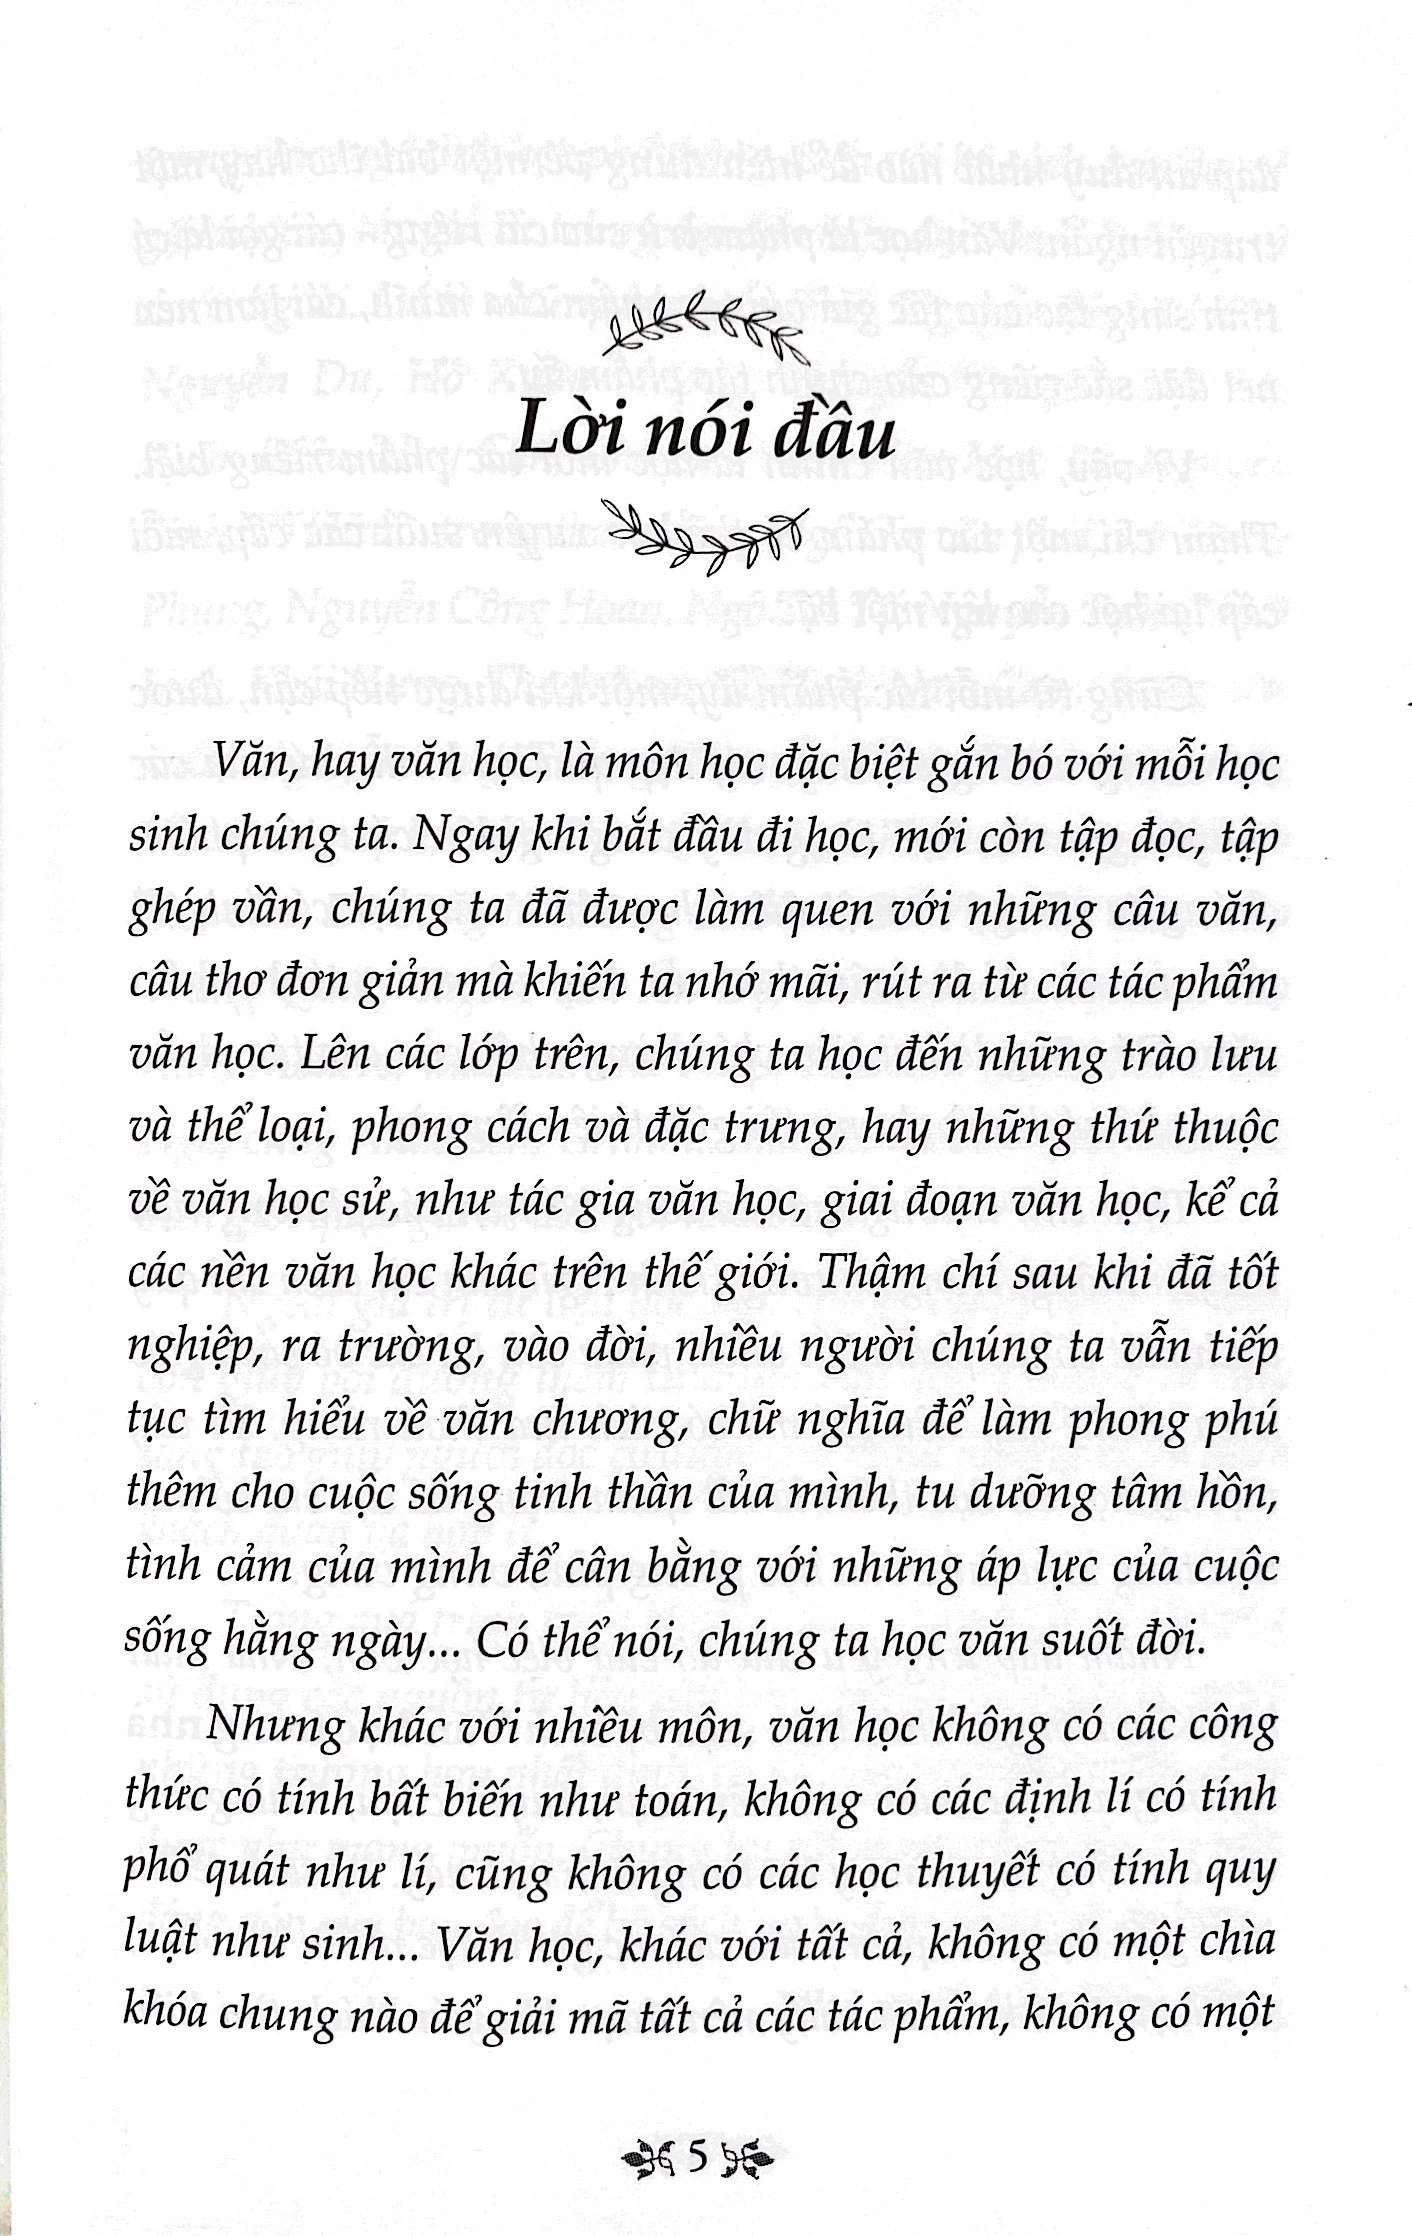 Lời nói đầu
Văn, hay văn học, là môn học đặc biệt gắn bó với mỗi học
sinh chúng ta. Ngay khi bắt đầu đi học, mới còn tập đọc, tập
ghép vần, chúng ta đã được làm quen với những câu văn,
câu thơ đơn giản mà khiến ta nhớ mãi, rút ra từ các tác phẩm
văn học. Lên các lớp trên, chúng ta học đến những trào lưu
và thể loại, phong cách và đặc trưng, hay những thứ thuộc
về văn học sử, như tác gia văn học, giai đoạn văn học, kể cả
các nền văn học khác trên thế giới. Thậm chí sau khi đã tốt
nghiệp, ra trường, vào đời, nhiều người chúng ta vẫn tiếp
tục tìm hiểu về văn chương, chữ nghĩa để làm phong phú
thêm cho cuộc sống tinh thần của mình, tu dưỡng tâm hồn,
tình cảm của mình để cân bằng với những áp lực của cuộc
sống hằng ngày... Có thể nói, chúng ta học văn suốt đời.
Nhưng khác với nhiều môn, văn học không có các công
thức có tính bất biến như toán, không có các định lí có tính
phổ quát như lí, cũng không có các học thuyết có tính quy
luật như sinh... Văn học, khác với tất cả, không có một chìa
khóa chung nào để giải mã tất cả các tác phẩm, không có một
5